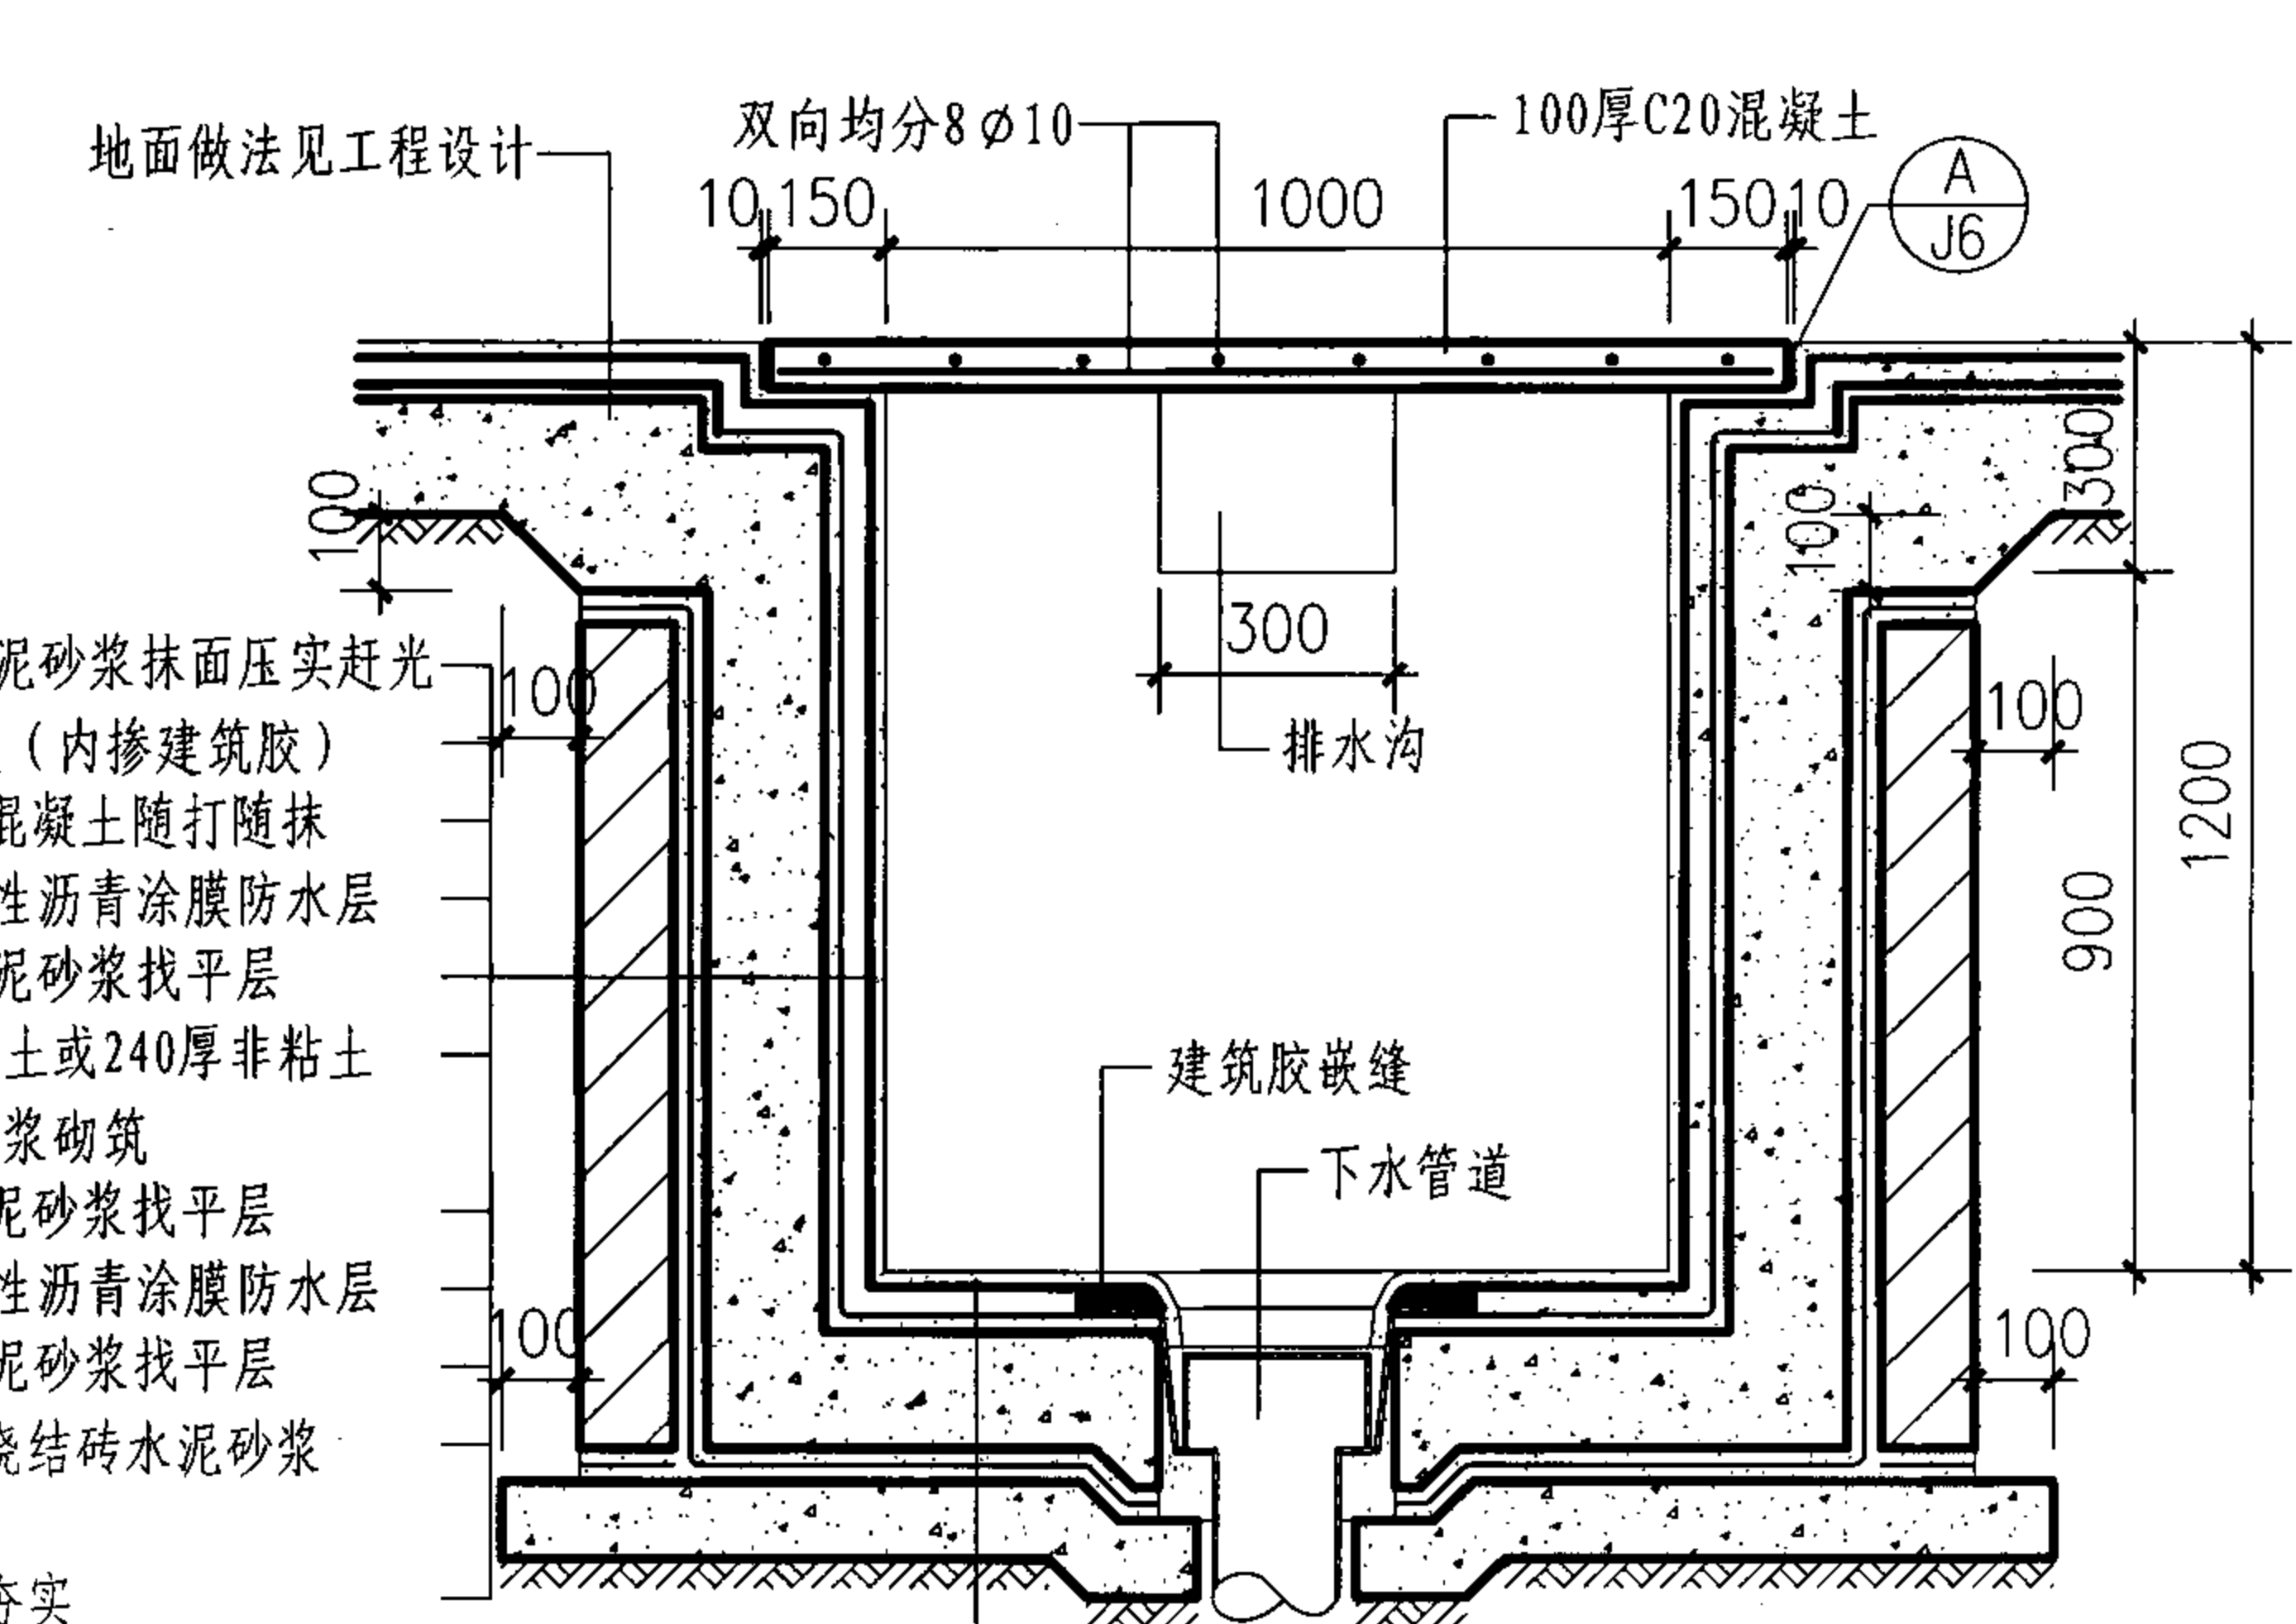 双向均分8φ10
100厚C20混凝土
地面做法见工程设计
A
J6
10 150 1000 150 10
300
100
100
300
泥砂浆抹面压实赶光
100
100
(内掺建筑胶)
排水沟
1200
混凝土随打随抹
性沥青涂膜防水层
900
泥砂浆找平层
土或240厚非粘土
建筑胶嵌缝
浆砌筑
下水管道
泥砂浆找平层
性沥青涂膜防水层
100
100
泥砂浆找平层
烧结砖水泥砂浆
夯实